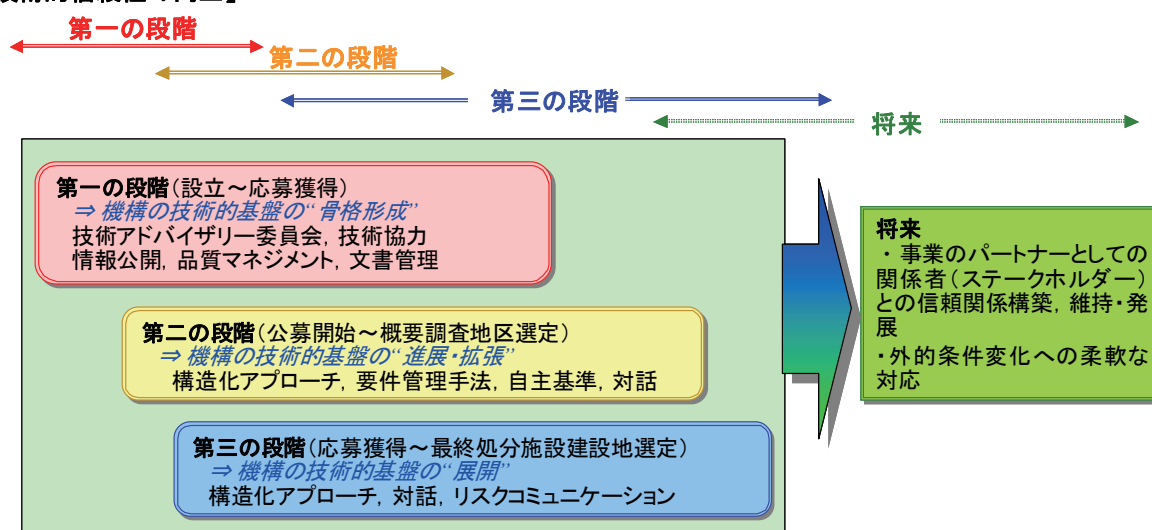 第一の段階
第二の段階
第三の段階
将来
第一の段階(設立～応募獲得)
⇒ 機構の技術的基盤の“骨格形成”
技術アドバイザリー委員会, 技術協力
情報公開, 品質マネジメント, 文書管理
第二の段階(公募開始～概要調査地区選定)
⇒ 機構の技術的基盤の“進展・拡張”
構造化アプローチ, 要件管理手法, 自主基準, 対話
第三の段階(応募獲得～最終処分施設建設地選定)
⇒ 機構の技術的基盤の“展開”
構造化アプローチ, 対話, リスクコミュニケーション
将来
・ 事業のパートナーとしての
関係者(ステークホルダー)
との信頼関係構築, 維持・発
展
・外的条件変化への柔軟な
対応